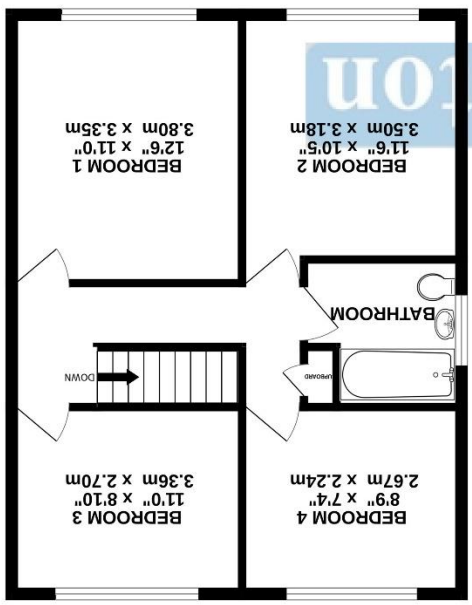 BEDROOM 4
8'9" x 7'4"
2.67m x 2.24m
BEDROOM 3
11'0" x 8'10"
3.36m x 2.70m
UPBOARD
DOWN
BATHROOM
BEDROOM 2
11'6" x 10'5"
3.50m x 3.18m
BEDROOM 1
12'6" x 11'0"
3.80m x 3.35m
ton